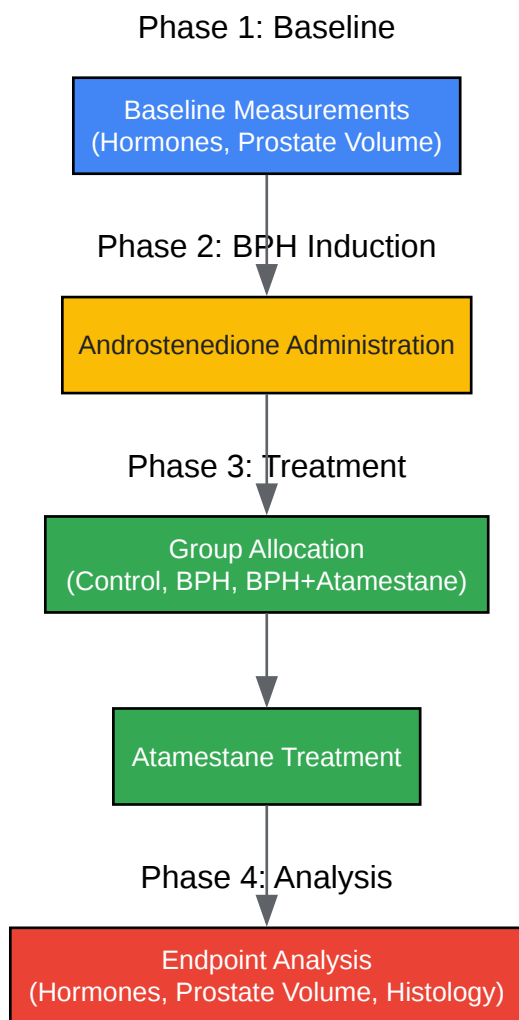 Phase 1: Baseline
Baseline Measurements
(Hormones, Prostate Volume)
Phase 2: BPH Induction
Androstenedione Administration
Phase 3: Treatment
Group Allocation
(Control, BPH, BPH+Atamestane)
Atamestane Treatment
Phase 4: Analysis
Endpoint Analysis
(Hormones, Prostate Volume, Histology)